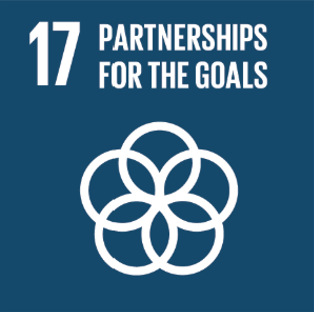 17 PARTNERSHIPS
FOR THE GOALS